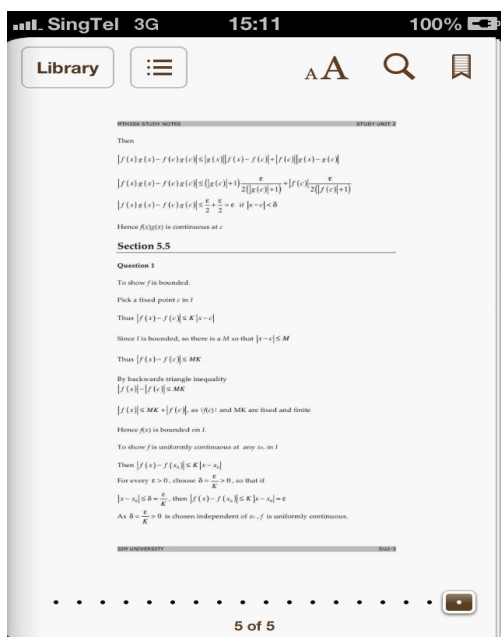 SingTel 3G 15:11 100%
Library
AA
MTH206 STUDY NOTES STUDY UNIT 2
Then
|f(x)g(x)−f(c)g(c)|≤|g(x)||f(x)−f(c)|+|f(c)||g(x)−g(c)|
|f(x)g(x)−f(c)g(c)|≤(|g(c)|+1) ε/2(|g(c)|+1) +|f(c)| ε/2(|f(c)|+1)
|f(x)g(x)−f(c)g(c)|≤ ε/2 + ε/2 =ε if |x−c|<δ
Hence f(x)g(x) is continuous at c
Section 5.5
Question 1
To show f is bounded.
Pick a fixed point c in I
Thus |f(x)−f(c)|≤K|x−c|
Since I is bounded, so there is a M so that |x−c|≤M
Thus |f(x)−f(c)|≤MK
By backwards triangle inequality
|f(x)|−|f(c)|≤MK
|f(x)|≤MK+|f(c)|, as |f(c)| and MK are fixed and finite
Hence f(x) is bounded on I.
To show f is uniformly continuous at any x₀, in I
Then |f(x)−f(x₀)|≤K|x−x₀|
For every ε>0, choose δ= ε/K >0, so that if
|x−x₀|≤δ= ε/K, then |f(x)−f(x₀)|≤K|x−x₀|=ε
As δ= ε/K >0 is chosen independent of x₀, f is uniformly continuous.
SIM UNIVERSITY SU2-3
5 of 5